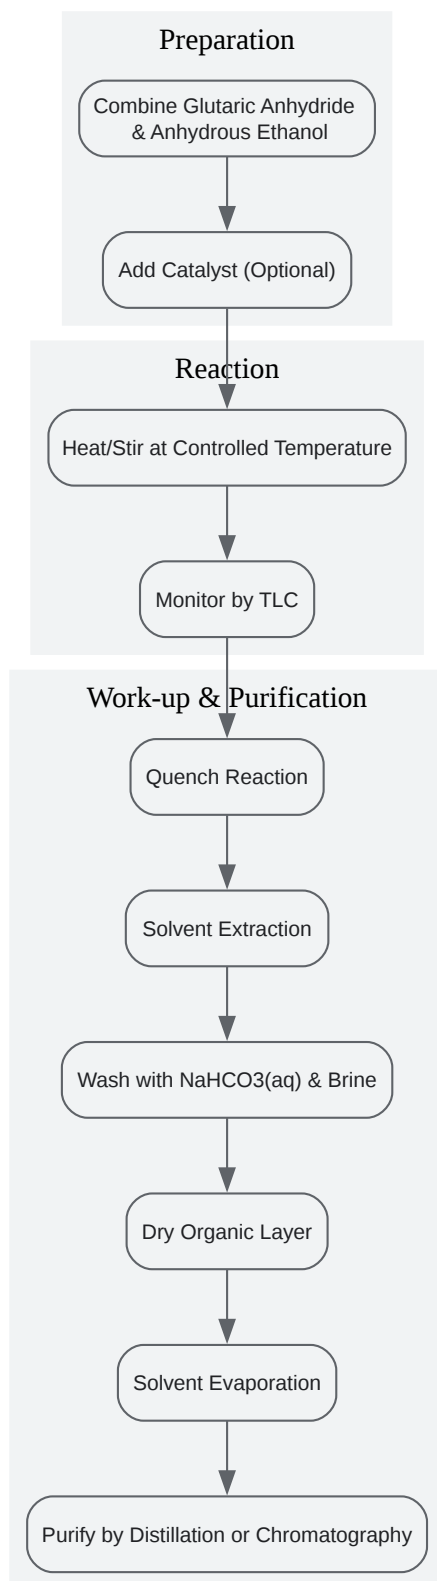 Preparation
Combine Glutaric Anhydride
& Anhydrous Ethanol
Add Catalyst (Optional)
Reaction
Heat/Stir at Controlled Temperature
Monitor by TLC
Work-up & Purification
Quench Reaction
Solvent Extraction
Wash with NaHCO3(aq) & Brine
Dry Organic Layer
Solvent Evaporation
Purify by Distillation or Chromatography